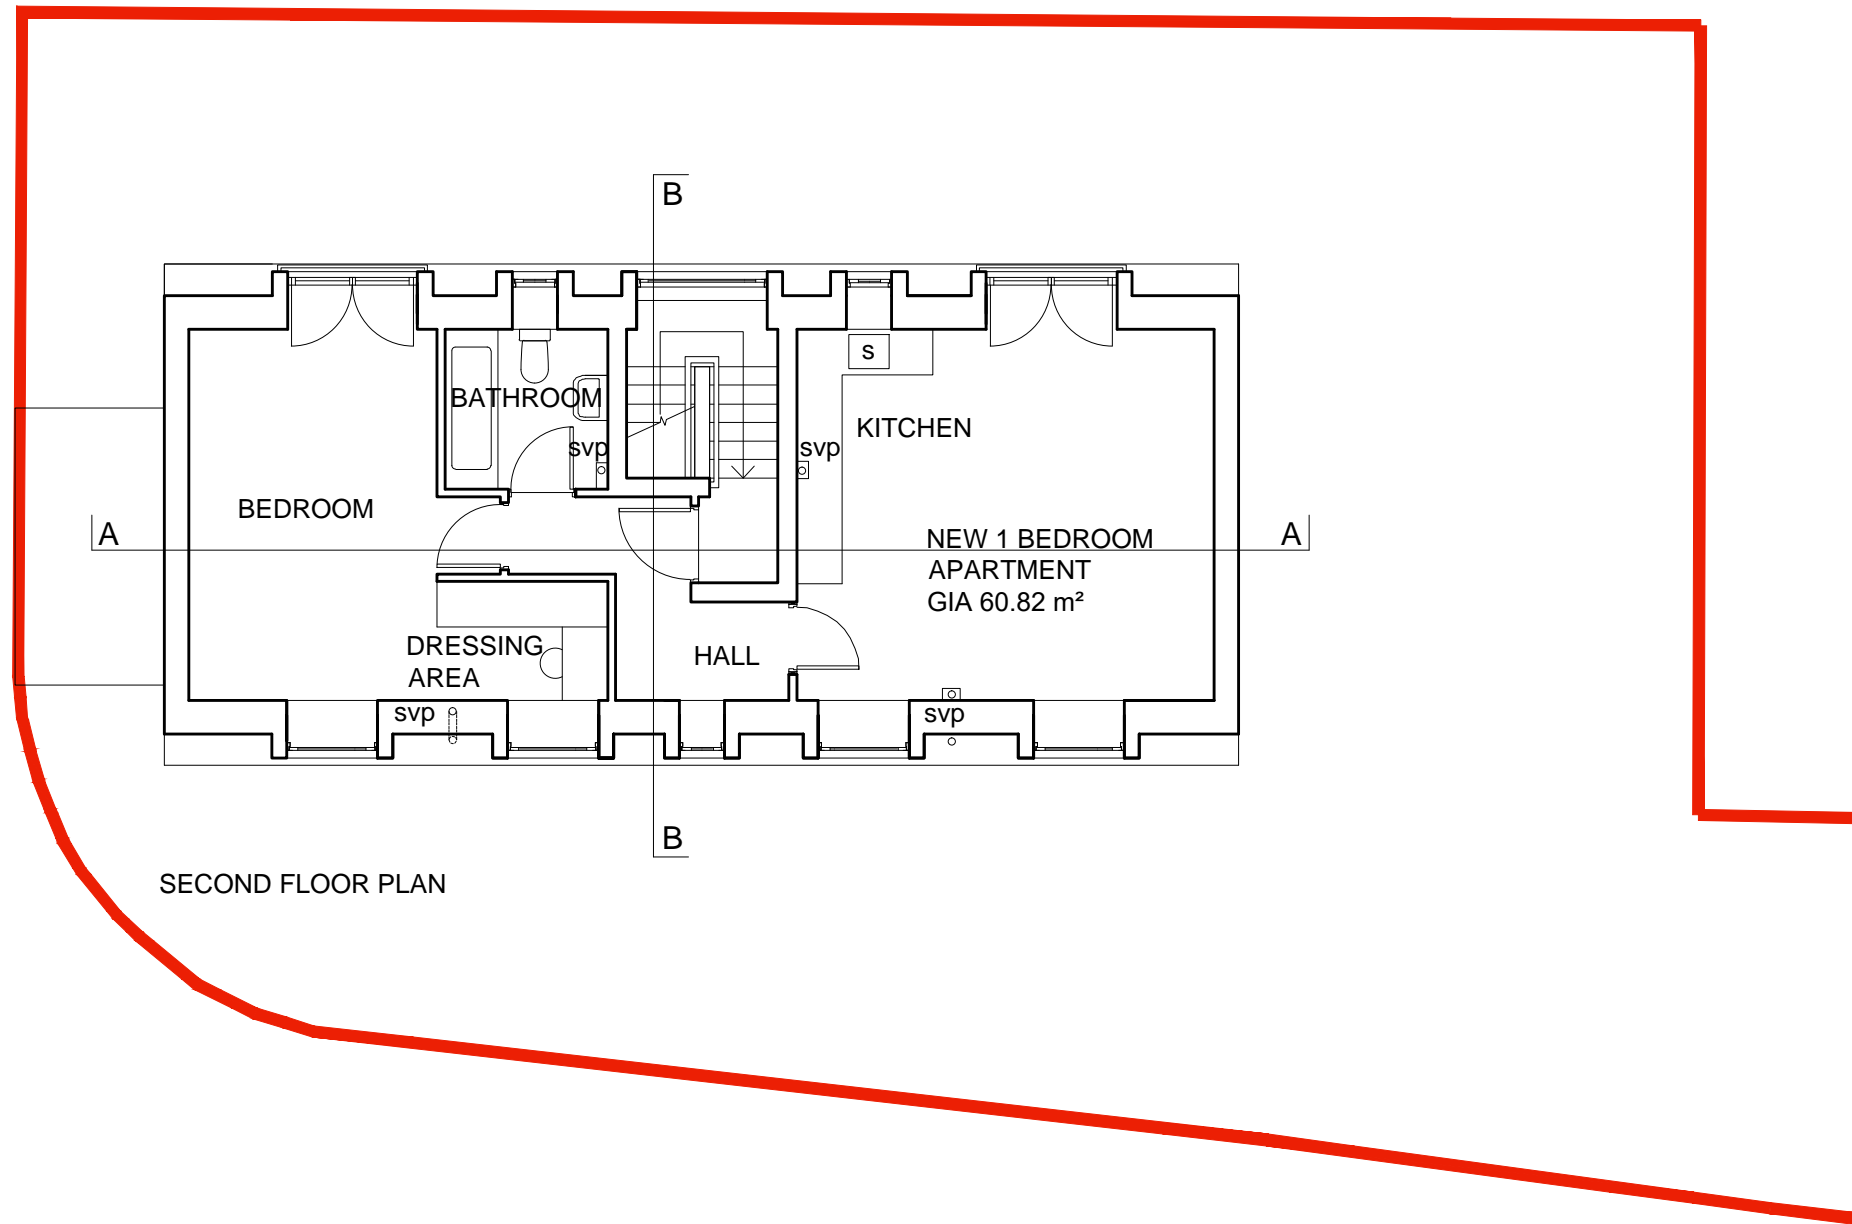 B
S
BATHROOM
KITCHEN
svp
svp
BEDROOM
A
NEW 1 BEDROOM
A
APARTMENT
GIA 60.82 m²
DRESSING
HALL
AREA
svp
svp
B
SECOND FLOOR PLAN